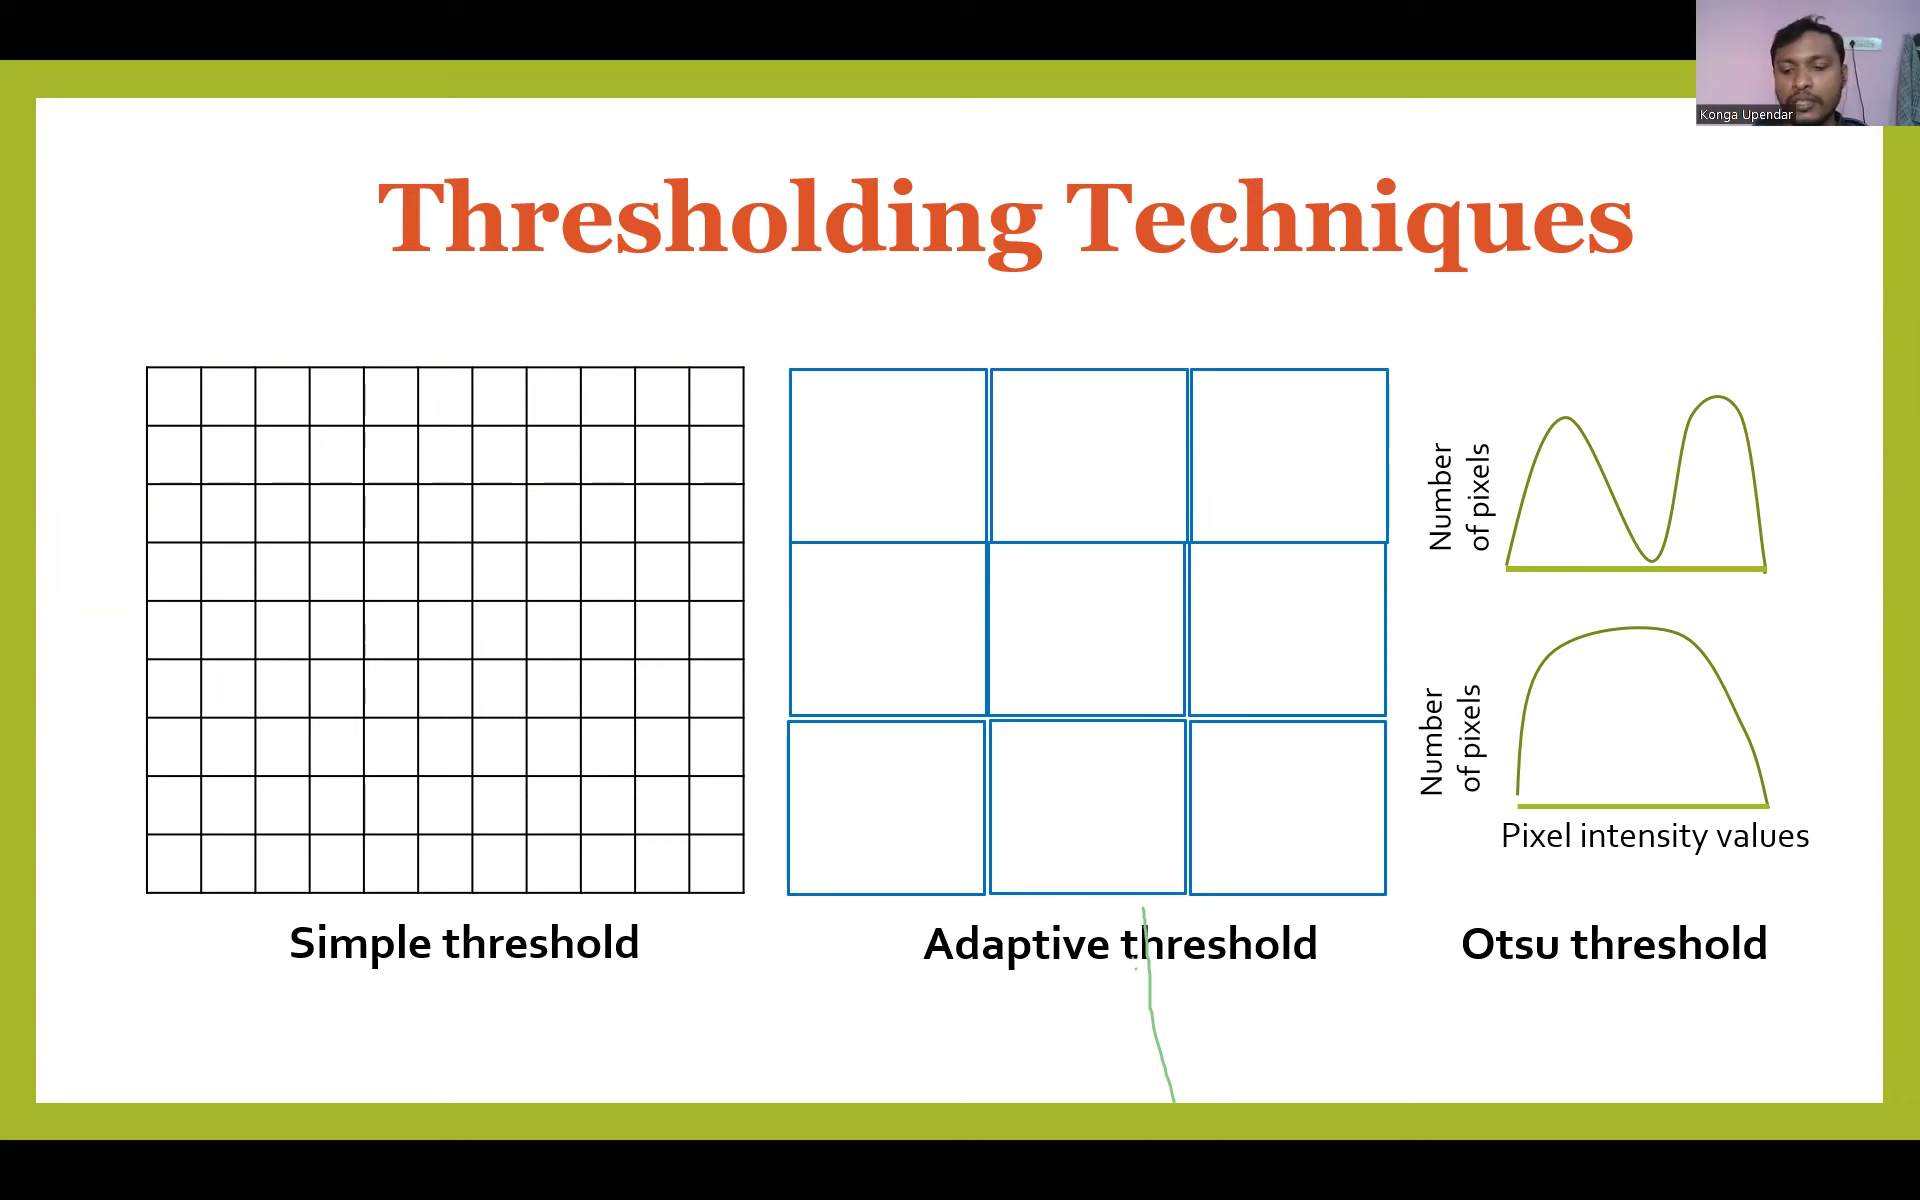 Konga Upendar
Thresholding Techniques
Number
of pixels
Number
of pixels
Pixel intensity values
Simple threshold
Adaptive threshold
Otsu threshold